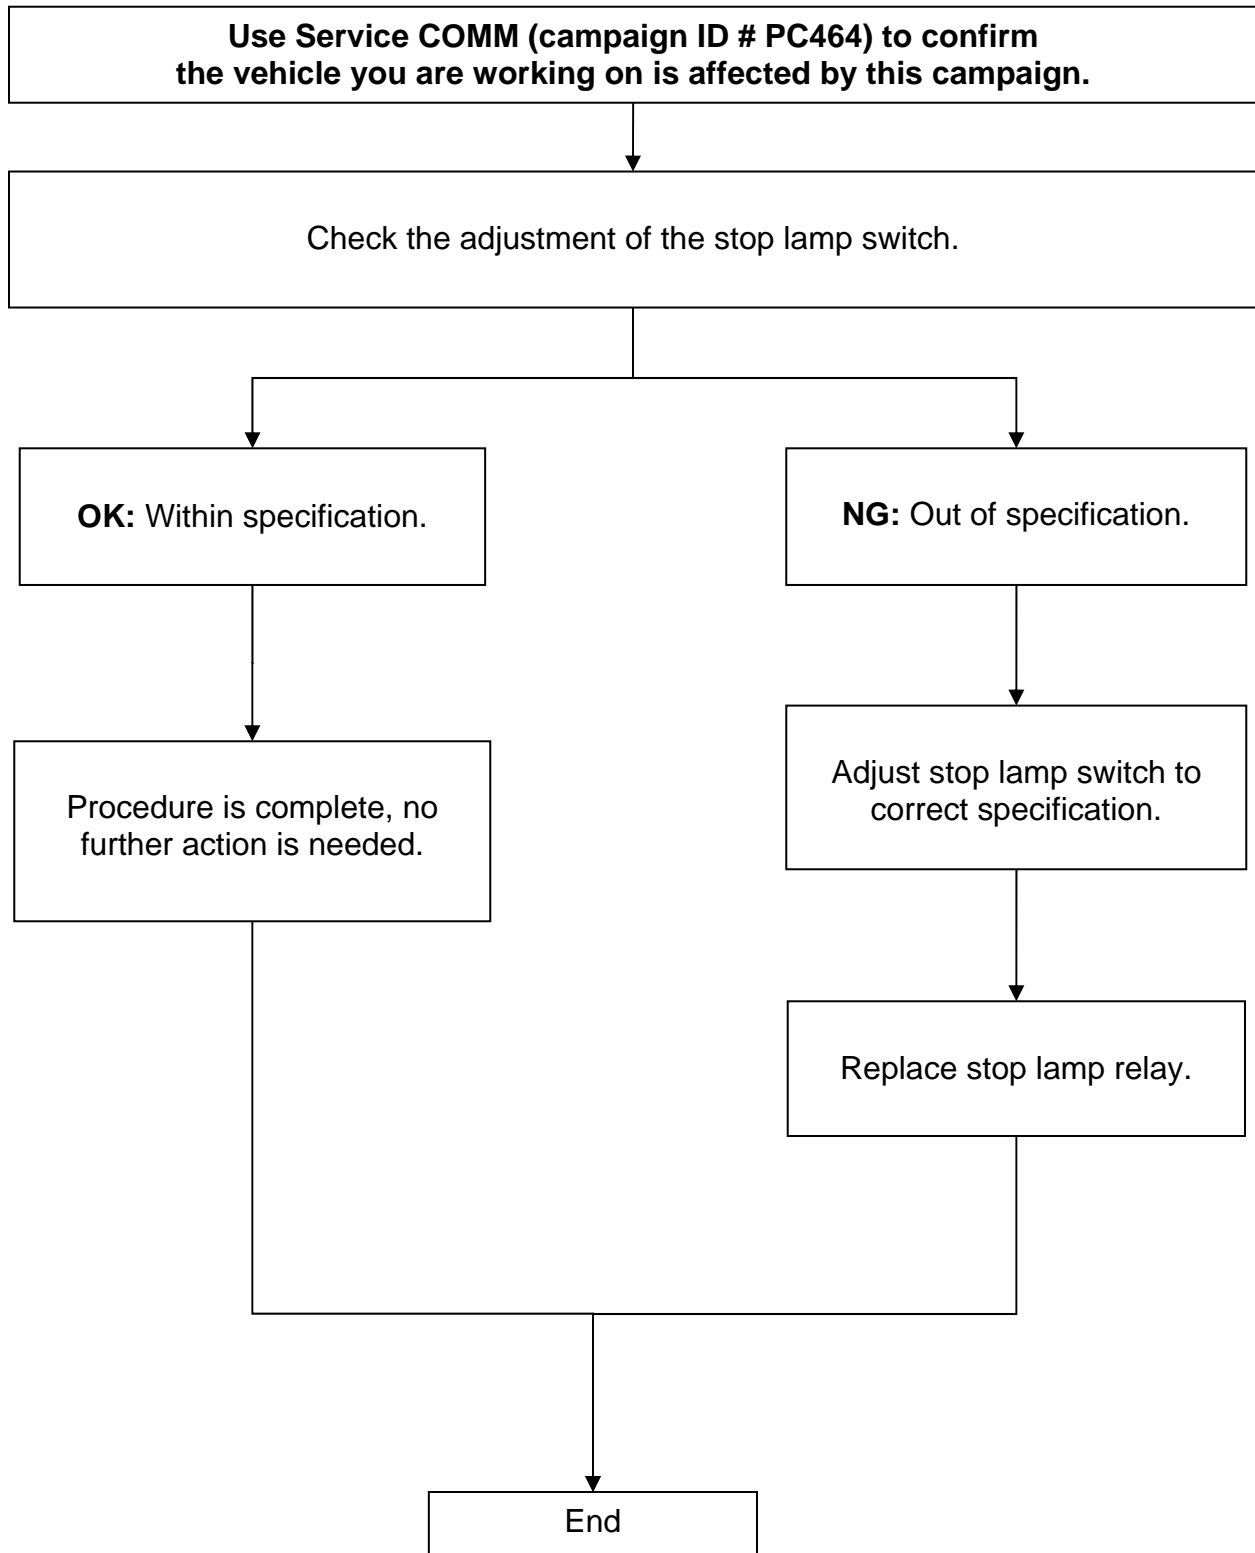 Use Service COMM (campaign ID # PC464) to confirm
the vehicle you are working on is affected by this campaign.
Check the adjustment of the stop lamp switch.
OK: Within specification.
NG: Out of specification.
Procedure is complete, no
further action is needed.
Adjust stop lamp switch to
correct specification.
Replace stop lamp relay.
End